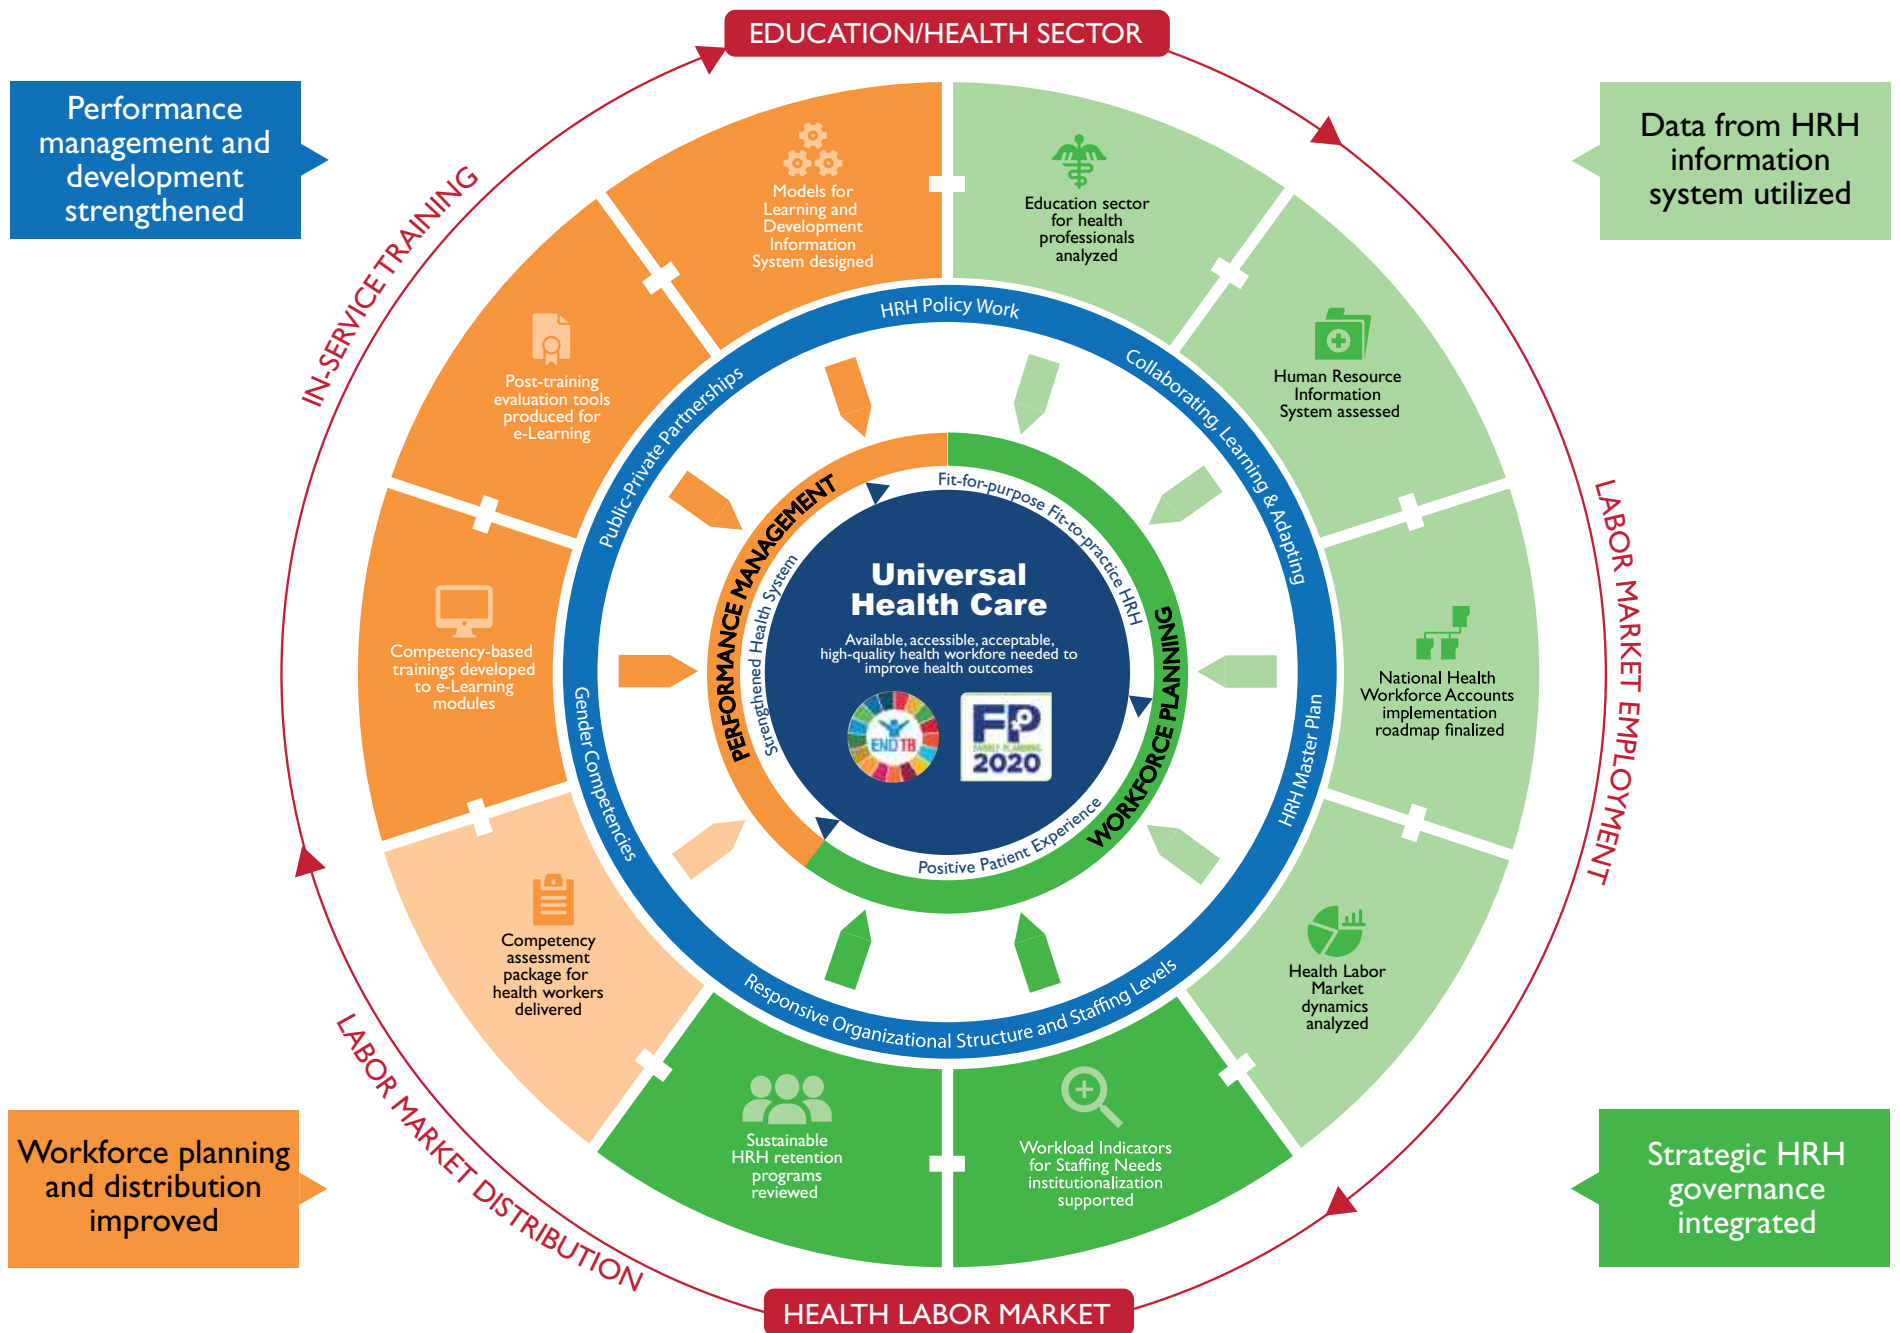 EDUCATION/HEALTH SECTOR
Performance
management and
development
strengthened
Data from HRH
information
system utilized
IN-SERVICE TRAINING
LABOR MARKET EMPLOYMENT
LABOR MARKET DISTRIBUTION
Models for
Learning and
Development
Information
System designed
Education sector
for health
professionals
analyzed
Human Resource
Information
System assessed
National Health
Workforce Accounts
implementation
roadmap finalized
Health Labor
Market
dynamics
analyzed
Workload Indicators
for Staffing Needs
institutionalization
supported
Sustainable
HRH retention
programs
reviewed
Competency
assessment
package for
health workers
delivered
Competency-based
trainings developed
to e-Learning
modules
Post-training
evaluation tools
produced for
e-Learning
HRH Policy Work
Collaborating, Learning & Adapting
HRH Master Plan
Responsive Organizational Structure and Staffing Levels
Gender Competencies
Public-Private Partnerships
PERFORMANCE MANAGEMENT
WORKFORCE PLANNING
Fit-for-purpose Fit-to-practice HRH
Positive Patient Experience
Strengthened Health System
Universal
Health Care
Available, accessible, acceptable,
high-quality health workfore needed to
improve health outcomes
END TB
FP
FAMILY PLANNING
2020
Workforce planning
and distribution
improved
Strategic HRH
governance
integrated
HEALTH LABOR MARKET